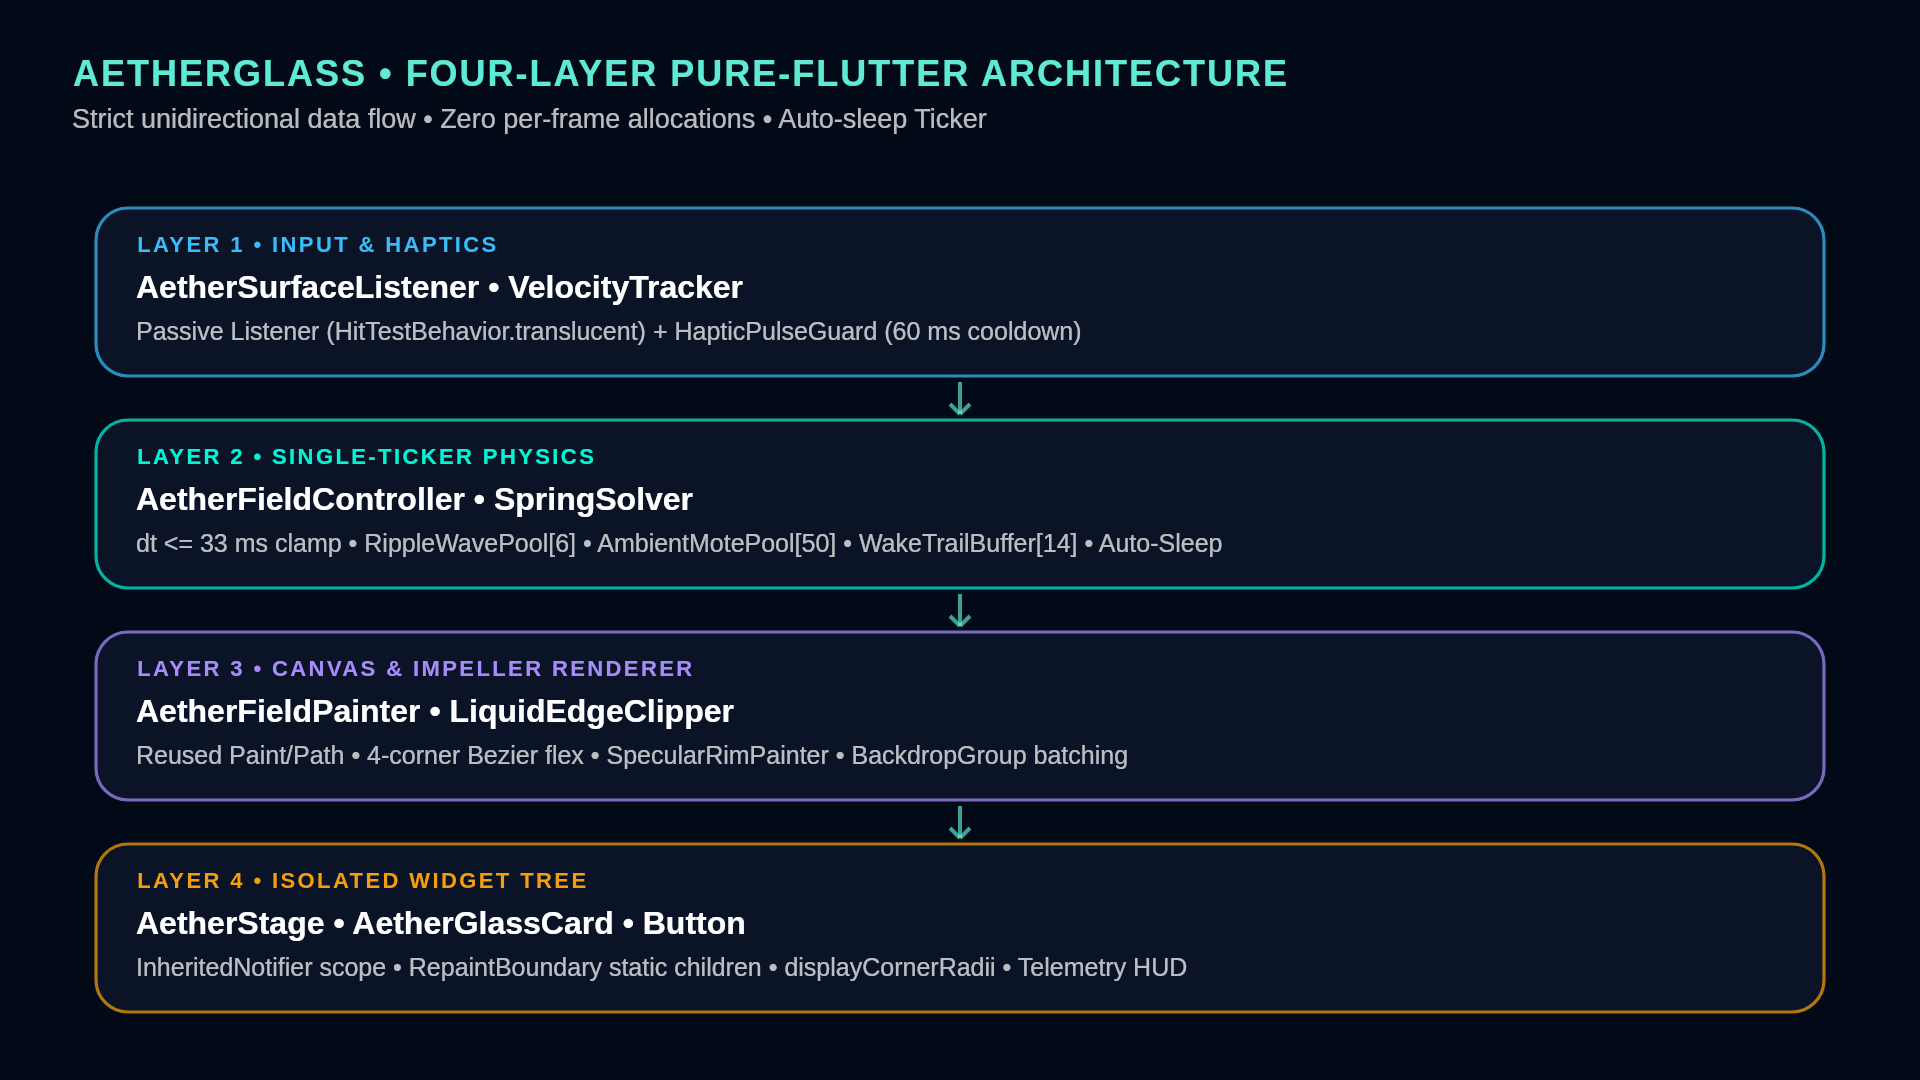 AETHERGLASS • FOUR-LAYER PURE-FLUTTER ARCHITECTURE
Strict unidirectional data flow • Zero per-frame allocations • Auto-sleep Ticker
LAYER 1 • INPUT & HAPTICS
AetherSurfaceListener • VelocityTracker
Passive Listener (HitTestBehavior.translucent) + HapticPulseGuard (60 ms cooldown)
LAYER 2 • SINGLE-TICKER PHYSICS
AetherFieldController • SpringSolver
dt <= 33 ms clamp • RippleWavePool[6] • AmbientMotePool[50] • WakeTrailBuffer[14] • Auto-Sleep
LAYER 3 • CANVAS & IMPELLER RENDERER
AetherFieldPainter • LiquidEdgeClipper
Reused Paint/Path • 4-corner Bezier flex • SpecularRimPainter • BackdropGroup batching
LAYER 4 • ISOLATED WIDGET TREE
AetherStage • AetherGlassCard • Button
InheritedNotifier scope • RepaintBoundary static children • displayCornerRadii • Telemetry HUD